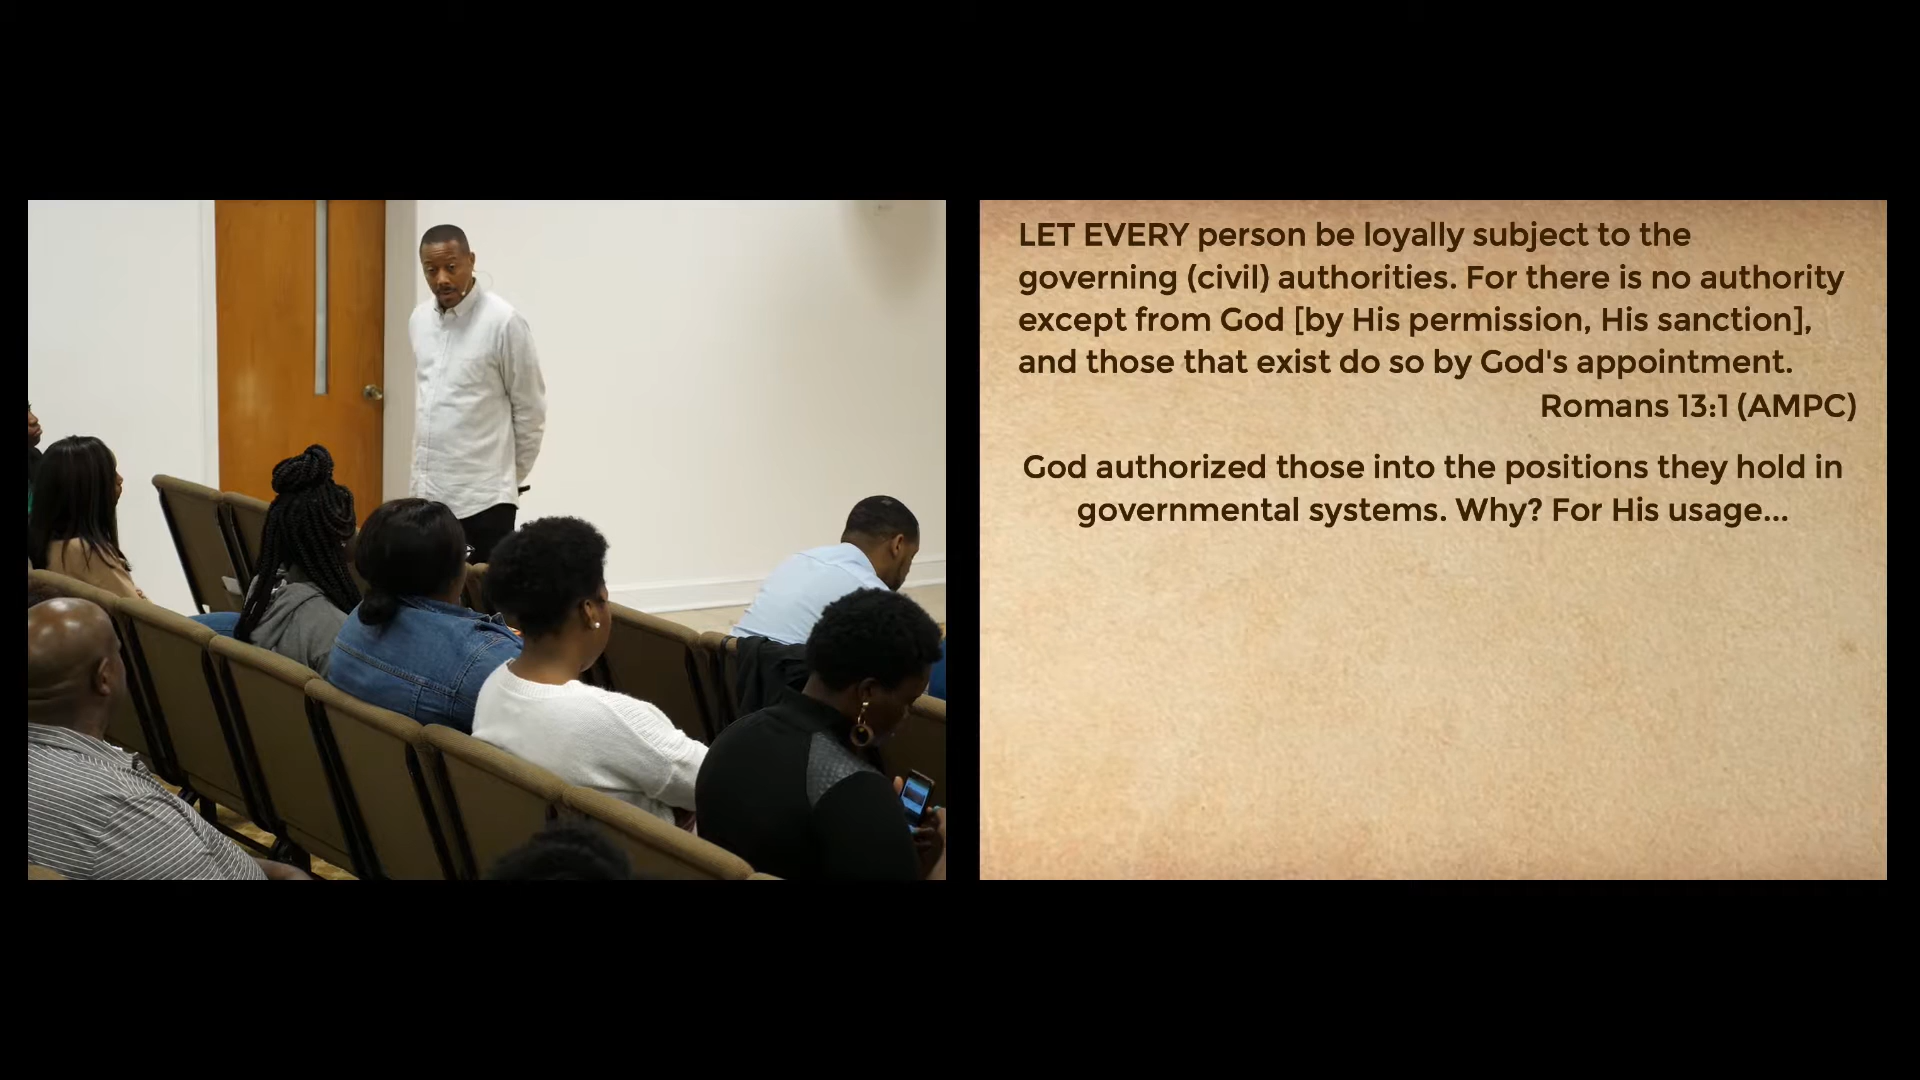 LET EVERY person be loyally subject to the
governing (civil) authorities. For there is no authority
except from God [by His permission, His sanction],
and those that exist do so by God's appointment.
Romans 13:1 (AMPC)
God authorized those into the positions they hold in
governmental systems. Why? For His usage...